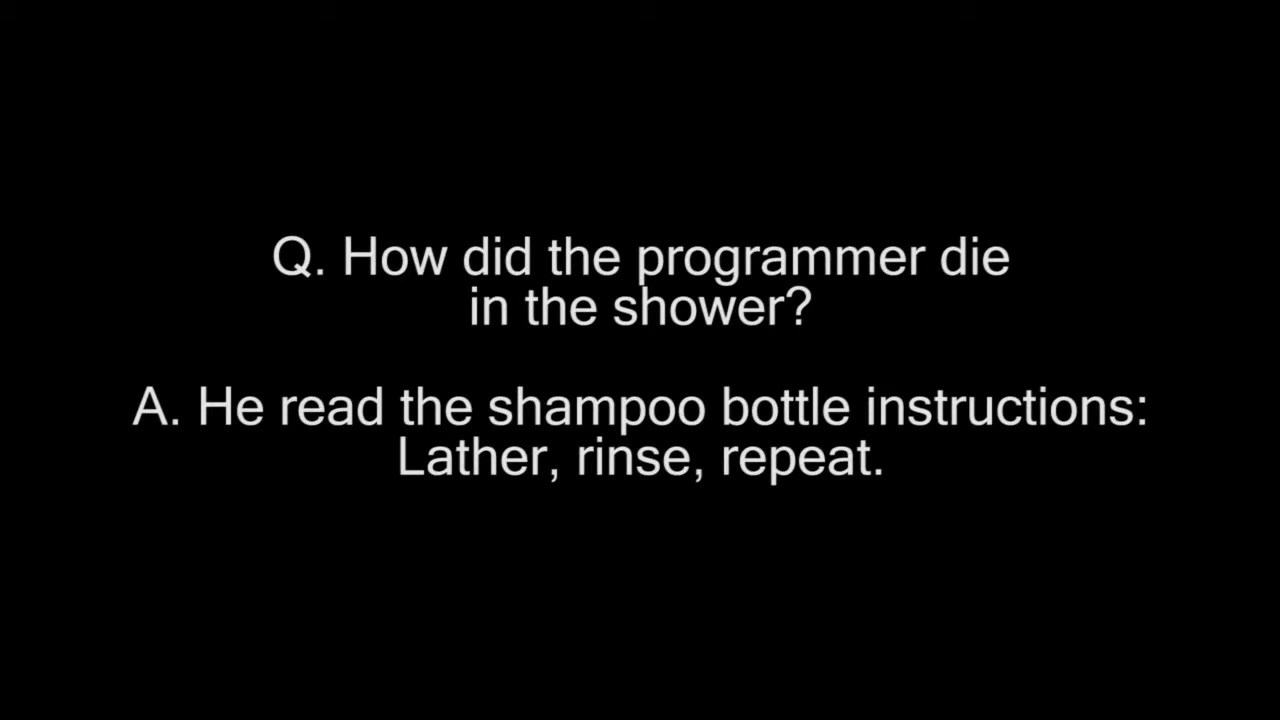 Q. How did the programmer die
in the shower?
A. He read the shampoo bottle instructions:
Lather, rinse, repeat.